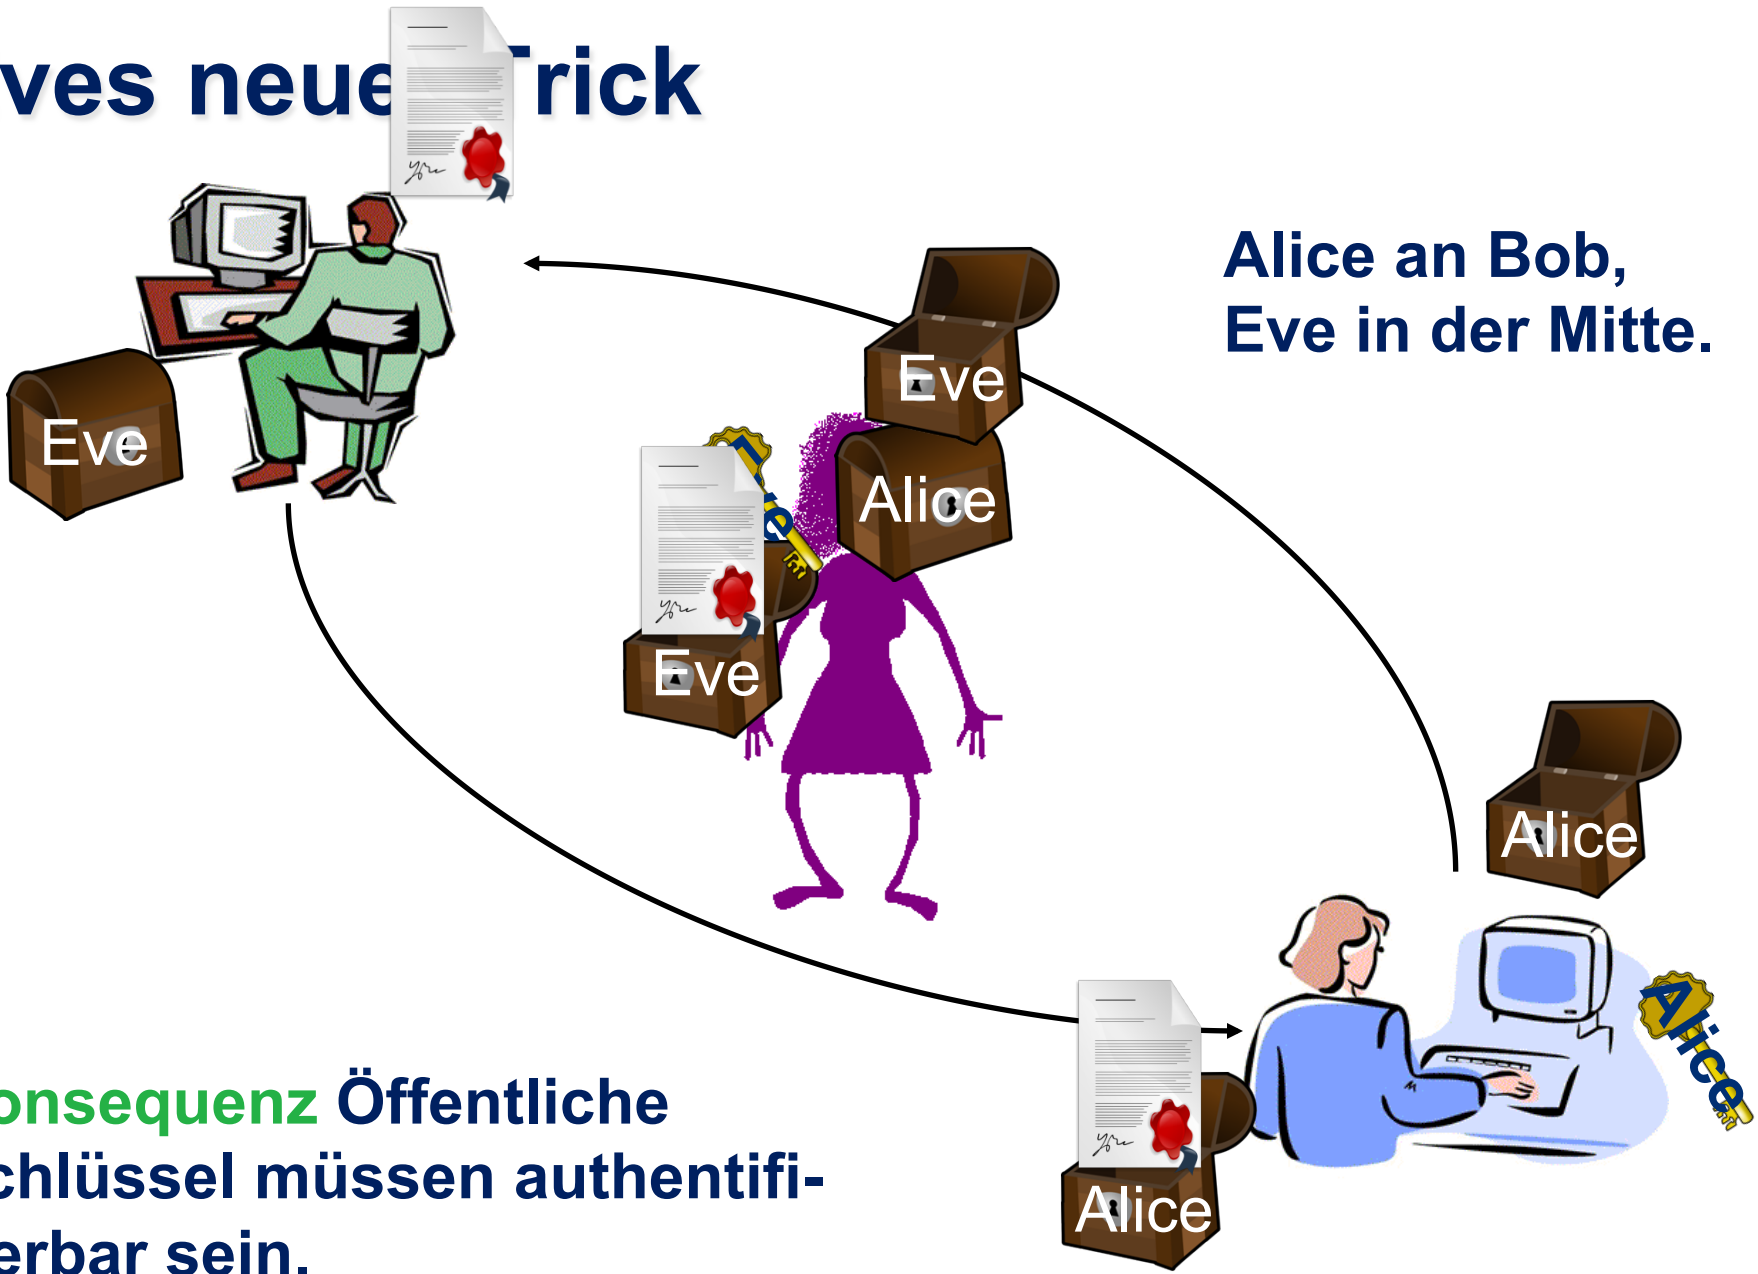 ves neue Trick
Alice an Bob,
Eve in der Mitte.
Eve
Eve
Alice
Eve
Alice
Alice
Alice
onsequenz Öffentliche
chlüssel müssen authentifi-
erbar sein.